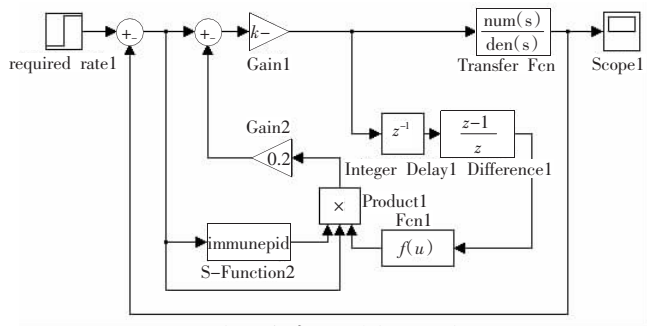 num(s)
+ - + - k- den(s)
required rate1 Gain1 Transfer Fcn Scope1
Gain2 z⁻¹ z-1
z
0.2
Integer Delay1 Difference1
× Product1
Fcn1
immunepid f(u)
S-Function2